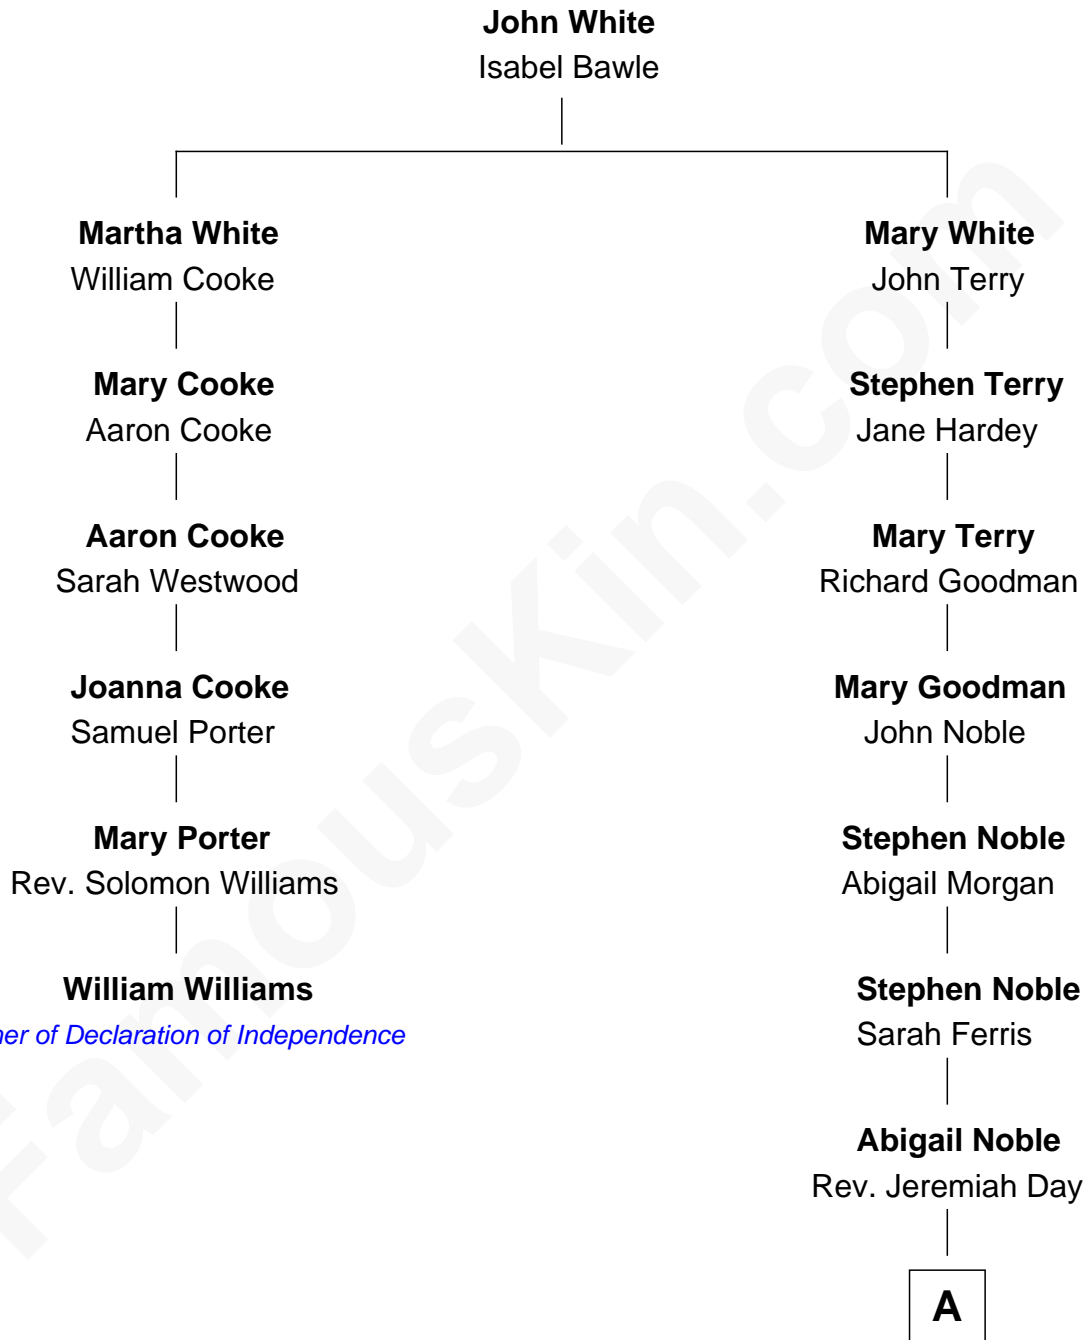 John White
Isabel Bawle
Martha White
William Cooke
Mary White
John Terry
Mary Cooke
Aaron Cooke
Stephen Terry
Jane Hardey
Aaron Cooke
Sarah Westwood
Mary Terry
Richard Goodman
Joanna Cooke
Samuel Porter
Mary Goodman
John Noble
Mary Porter
Rev. Solomon Williams
Stephen Noble
Abigail Morgan
William Williams
ner of Declaration of Independence
Stephen Noble
Sarah Ferris
Abigail Noble
Rev. Jeremiah Day
A
FamousKin.com